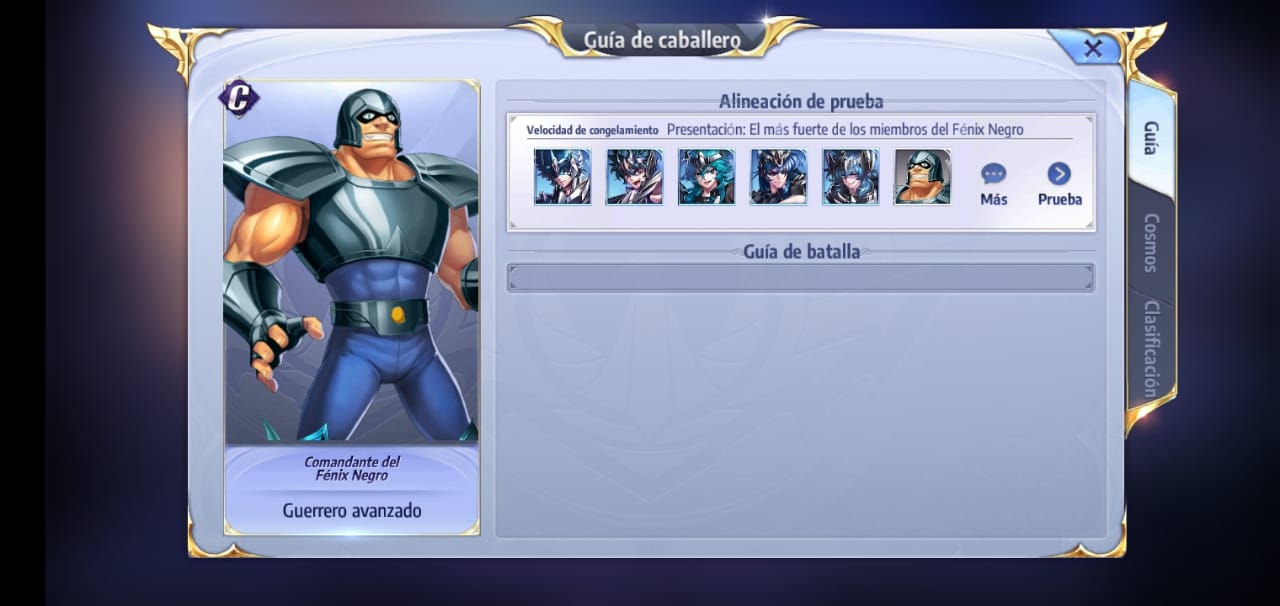 Guía de caballero
C
Alineación de prueba
Velocidad de congelamiento Presentación: El más fuerte de los miembros del Fénix Negro
Más
Prueba
Guía de batalla
Comandante del
Fénix Negro
Guerrero avanzado
Guía
Cosmos
Clasificación